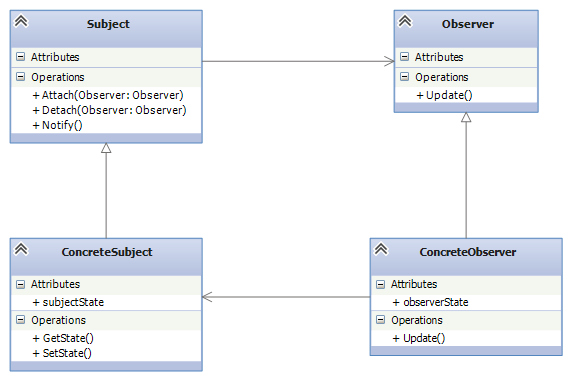 Subject
Attributes
Operations
+ Attach(Observer: Observer)
+ Detach(Observer: Observer)
+ Notify()
Observer
Attributes
Operations
+ Update()
ConcreteSubject
Attributes
+ subjectState
Operations
+ GetState()
+ SetState()
ConcreteObserver
Attributes
+ observerState
Operations
+ Update()